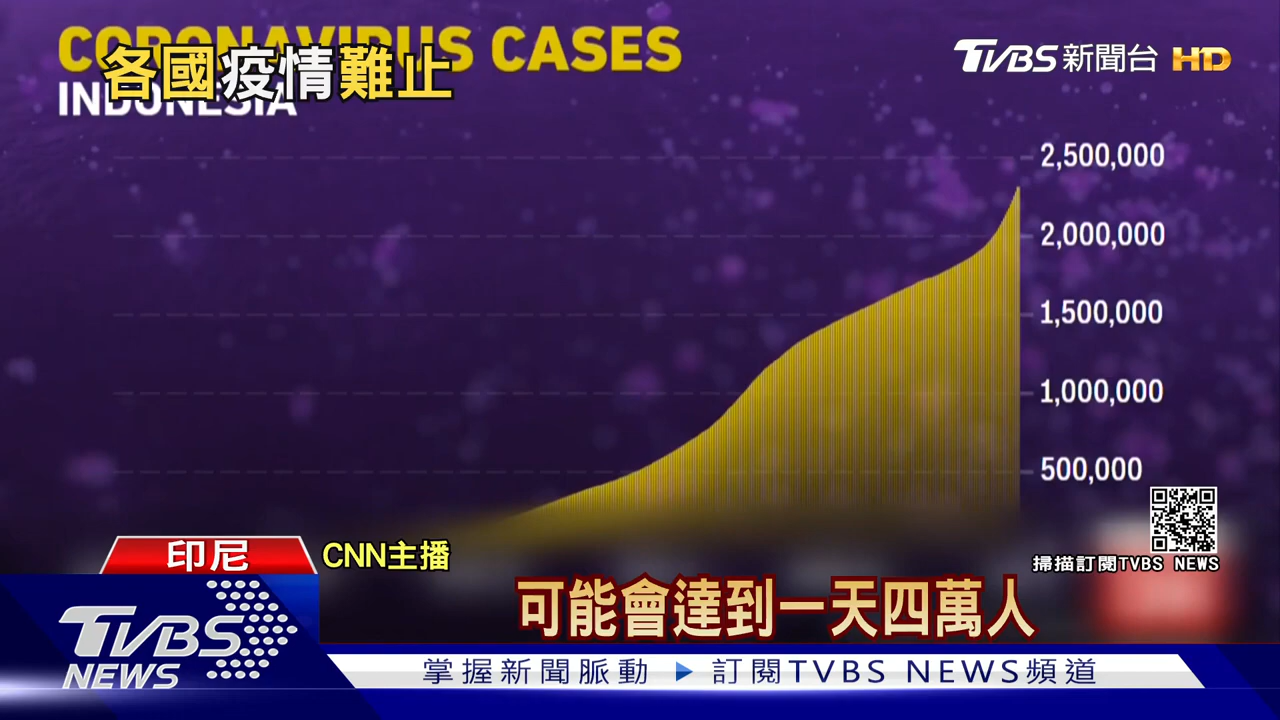 CORONAVIRUS CASES
各國疫情難止
INDONESIA
TVBS新聞台 HD
2,500,000
2,000,000
1,500,000
1,000,000
500,000
掃描訂閱TVBS NEWS
印尼
CNN主播
可能會達到一天四萬人
TVBS
NEWS
掌握新聞脈動 ▶ 訂閱TVBS NEWS頻道